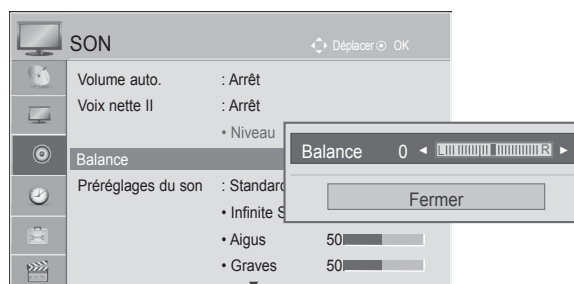 SON
Déplacer OK
Volume auto. : Arrêt
Voix nette II : Arrêt
• Niveau
Balance
Balance 0 ◄ L R ►
Fermer
Préréglages du son : Standard
• Infinite S
• Aigus 50
• Graves 50